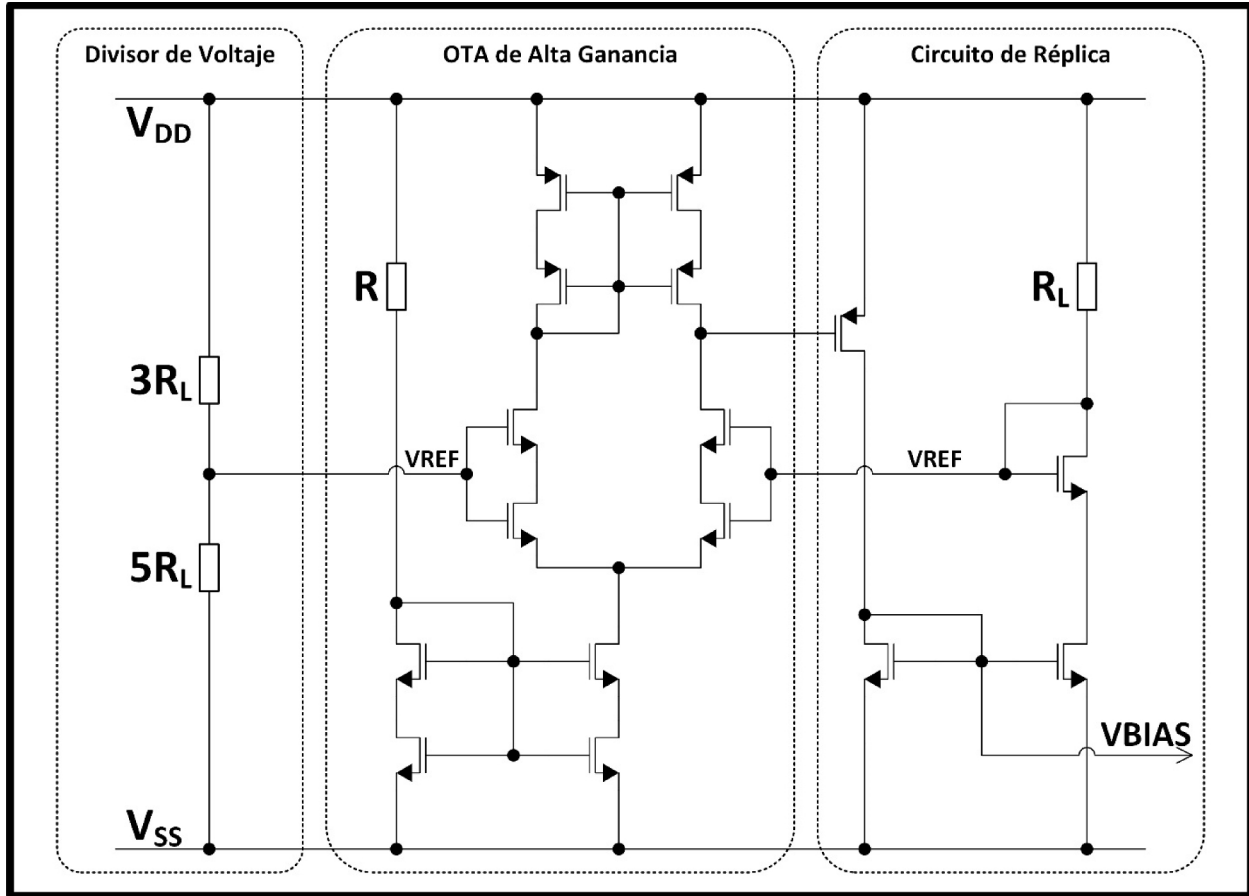 Divisor de Voltaje
OTA de Alta Ganancia
Circuito de Réplica
VDD
R
RL
3RL
VREF
VREF
5RL
VBIAS
VSS